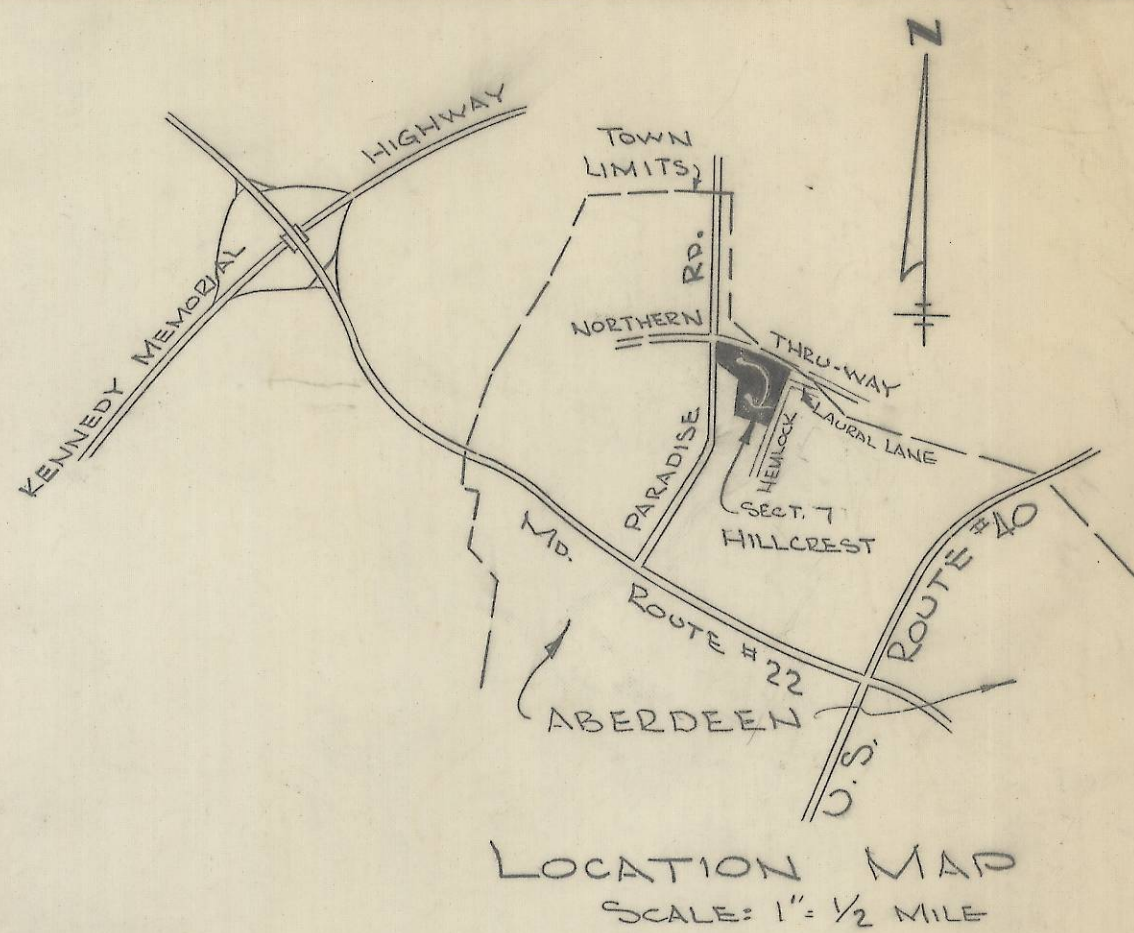 N
KENNEDY MEMORIAL HIGHWAY
TOWN
LIMITS
PARADISE RD.
NORTHERN THRU-WAY
LAURAL LANE
HEMLOCK
SECT. 7
HILLCREST
MD. ROUTE #22
U.S. ROUTE #40
ABERDEEN
LOCATION MAP
SCALE: 1"= 1/2 MILE